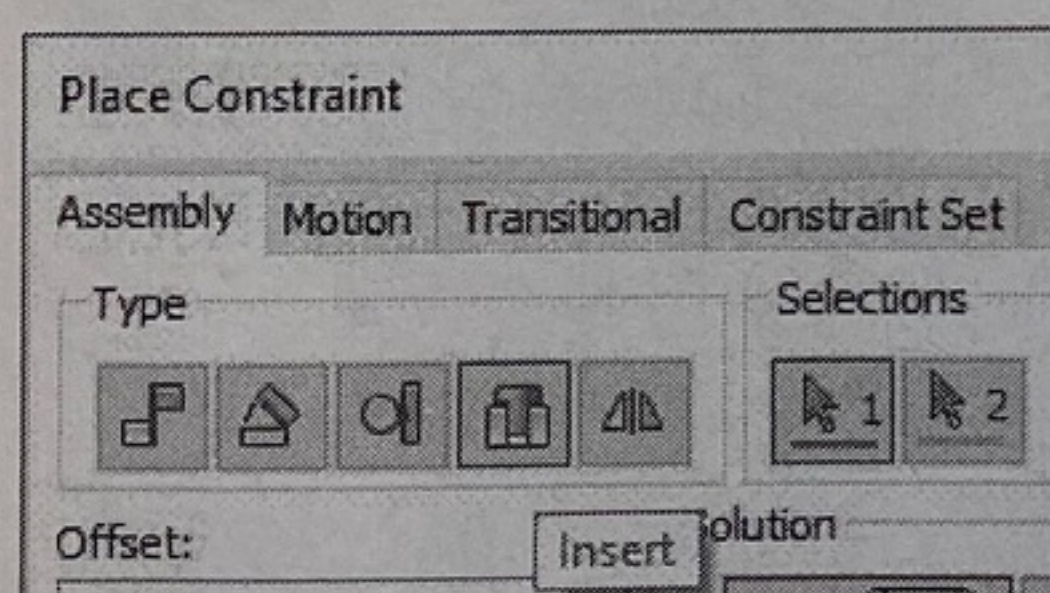 Place Constraint
Assembly Motion Transitional Constraint Set
Type Selections
1 2
Offset: Insert olution